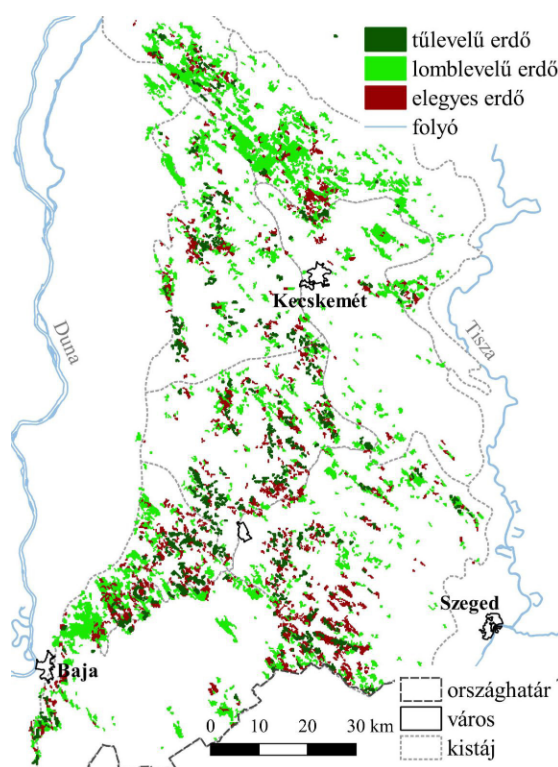 tűlevelű erdő
lomblevelű erdő
elegyes erdő
folyó
Kecskemét
Duna
Tisza
Szeged
Baja
országhatár
város
kistáj
0 10 20 30 km